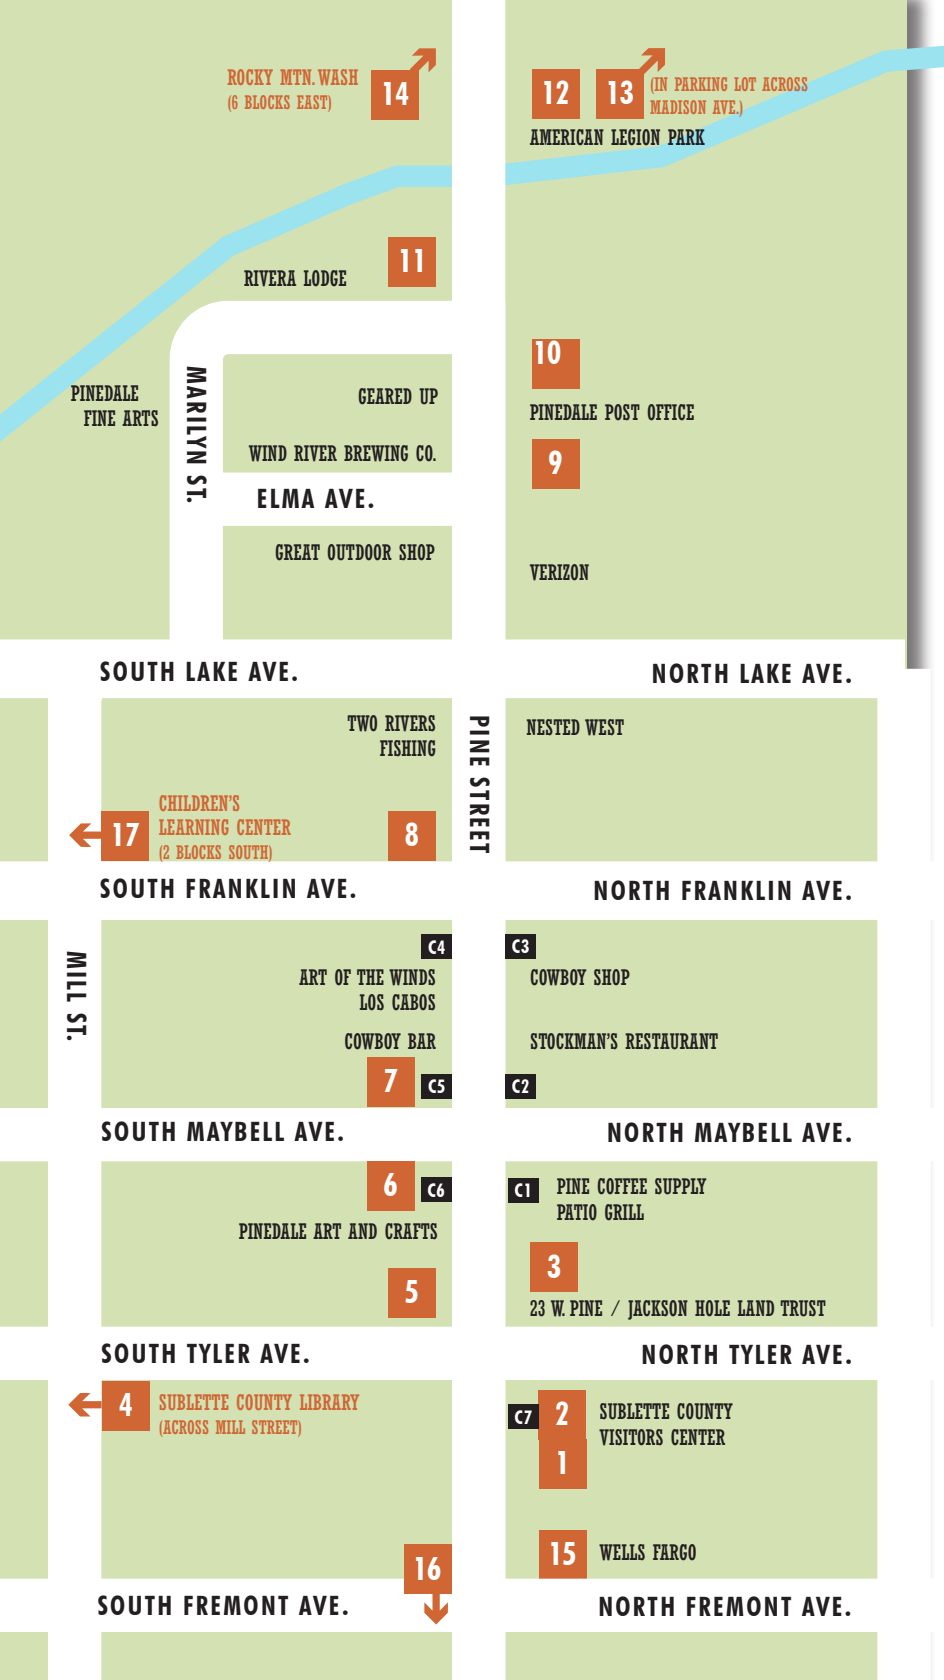 ROCKY MTN. WASH
(6 BLOCKS EAST)
14
12
13
(IN PARKING LOT ACROSS
MADISON AVE.)
AMERICAN LEGION PARK
11
RIVERA LODGE
10
PINEDALE
FINE ARTS
MARILYN ST.
GEARED UP
PINEDALE POST OFFICE
WIND RIVER BREWING CO.
9
ELMA AVE.
GREAT OUTDOOR SHOP
VERIZON
SOUTH LAKE AVE.
NORTH LAKE AVE.
TWO RIVERS
FISHING
PINE STREET
NESTED WEST
17
CHILDREN'S
LEARNING CENTER
(2 BLOCKS SOUTH)
8
SOUTH FRANKLIN AVE.
NORTH FRANKLIN AVE.
C4
C3
MILL ST.
ART OF THE WINDS
LOS CABOS
COWBOY SHOP
COWBOY BAR
STOCKMAN'S RESTAURANT
7
C5
C2
SOUTH MAYBELL AVE.
NORTH MAYBELL AVE.
6
C6
C1
PINE COFFEE SUPPLY
PATIO GRILL
PINEDALE ART AND CRAFTS
3
5
23 W. PINE / JACKSON HOLE LAND TRUST
SOUTH TYLER AVE.
NORTH TYLER AVE.
4
SUBLETTE COUNTY LIBRARY
(ACROSS MILL STREET)
C7
2
SUBLETTE COUNTY
VISITORS CENTER
1
16
15
WELLS FARGO
SOUTH FREMONT AVE.
NORTH FREMONT AVE.